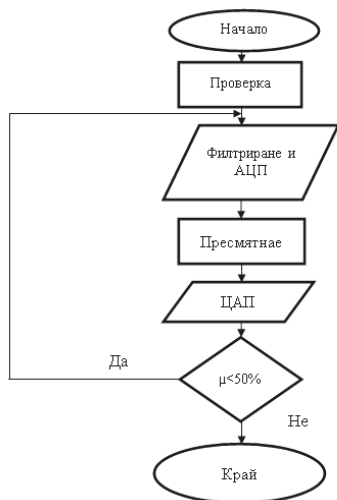 Начало
Проверка
Филтриране и
АЦП
Пресмятнае
ЦАП
Да
μ<50%
Не
Край